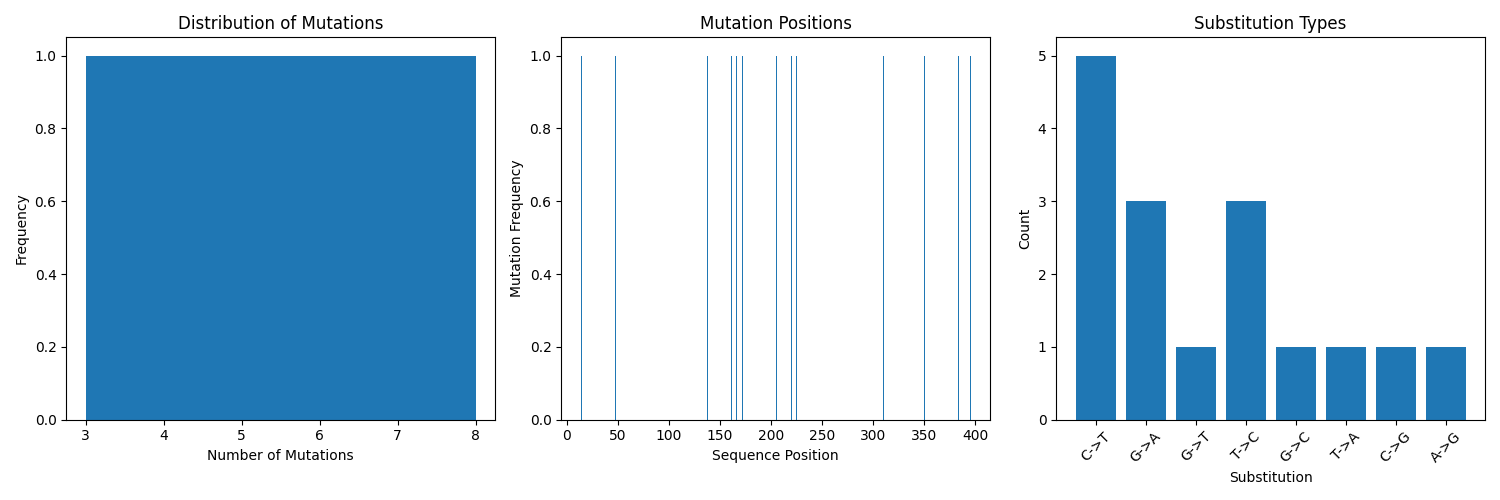 Distribution of Mutations
Frequency
1.0
0.8
0.6
0.4
0.2
0.0
3 4 5 6 7 8
Number of Mutations
Mutation Positions
Mutation Frequency
1.0
0.8
0.6
0.4
0.2
0.0
0 50 100 150 200 250 300 350 400
Sequence Position
Substitution Types
Count
5
4
3
2
1
0
C->T G->A G->T T->C G->C T->A C->G A->G
Substitution